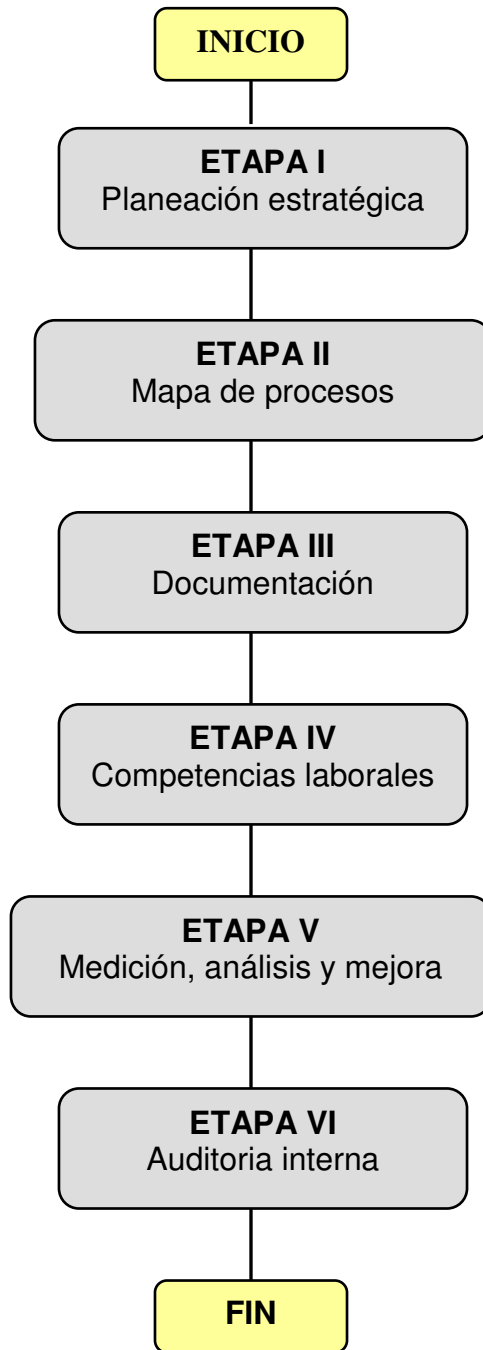 INICIO
ETAPA I
Planeación estratégica
ETAPA II
Mapa de procesos
ETAPA III
Documentación
ETAPA IV
Competencias laborales
ETAPA V
Medición, análisis y mejora
ETAPA VI
Auditoria interna
FIN